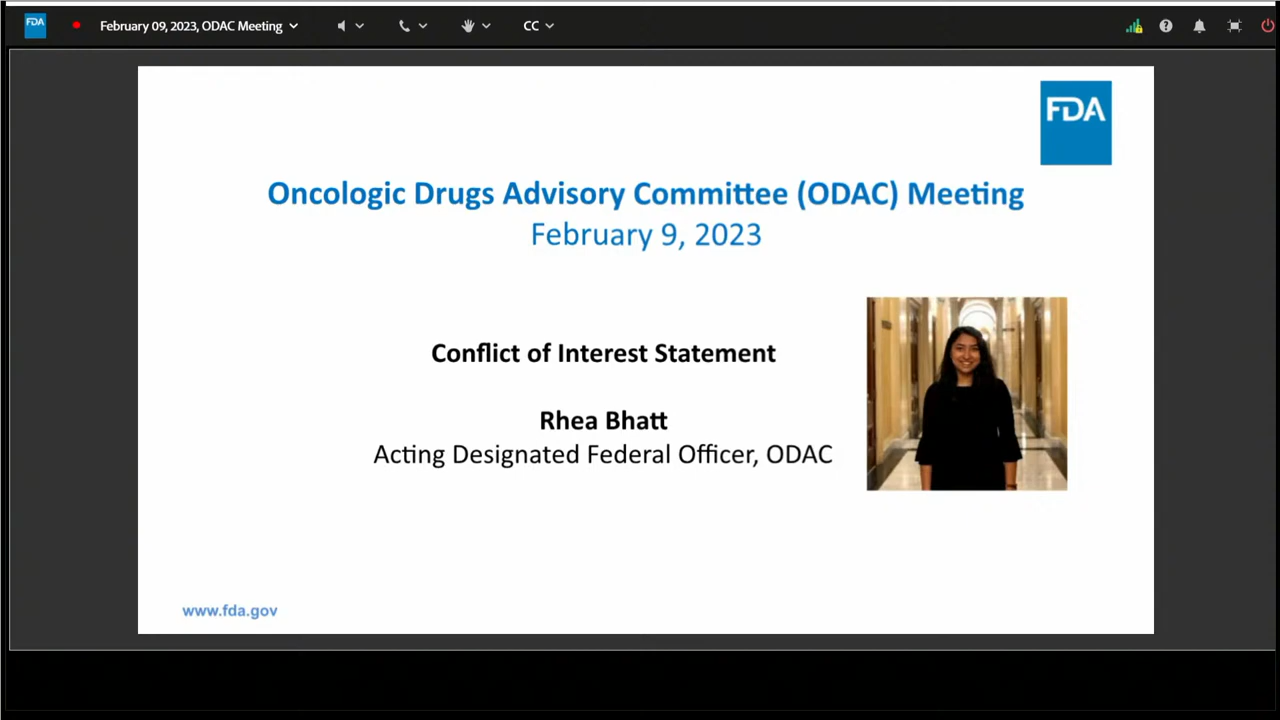 FDA
February 09, 2023, ODAC Meeting
CC
FDA
Oncologic Drugs Advisory Committee (ODAC) Meeting
February 9, 2023
Conflict of Interest Statement
Rhea Bhatt
Acting Designated Federal Officer, ODAC
www.fda.gov